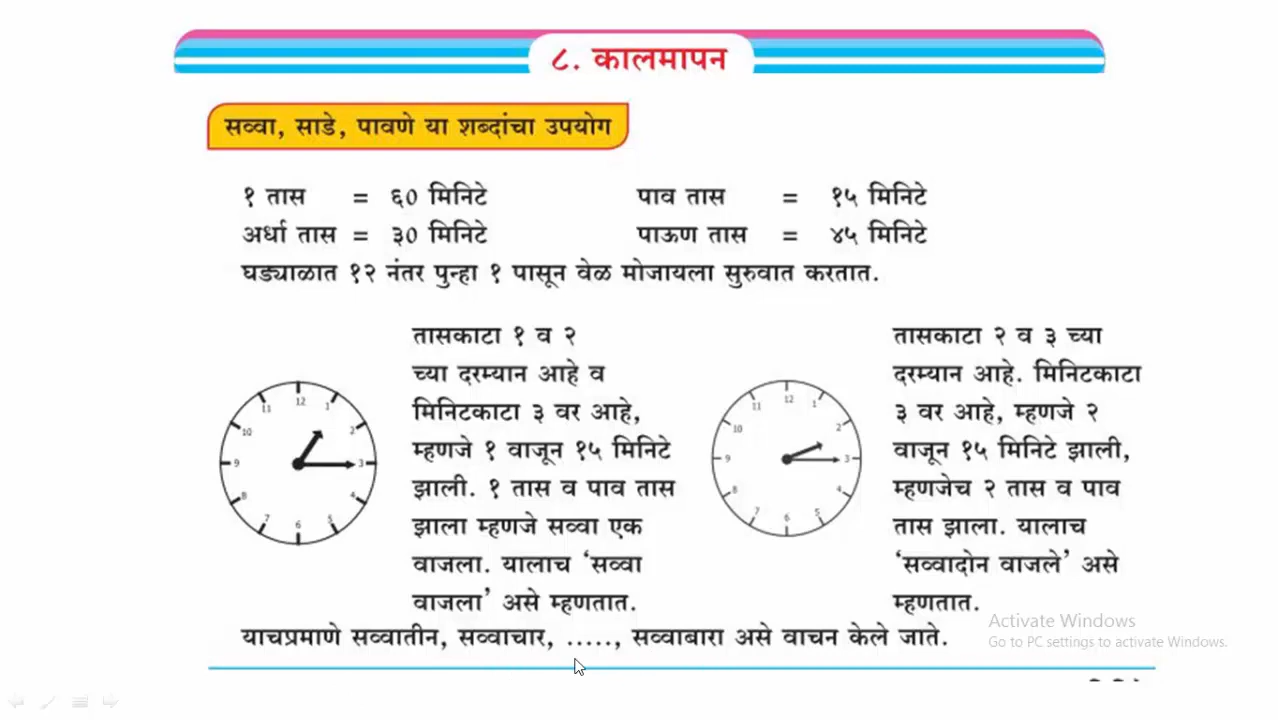 ८. कालमापन
सव्वा, साडे, पावणे या शब्दांचा उपयोग
१ तास = ६० मिनिटे
पाव तास = १५ मिनिटे
अर्धा तास = ३० मिनिटे
पाऊण तास = ४५ मिनिटे
घड्याळात १२ नंतर पुन्हा १ पासून वेळ मोजायला सुरुवात करतात.
12
1
2
3
4
5
6
7
8
9
10
11
तासकाटा १ व २
च्या दरम्यान आहे व
मिनिटकाटा ३ वर आहे,
म्हणजे १ वाजून १५ मिनिटे
झाली. १ तास व पाव तास
झाला म्हणजे सव्वा एक
वाजला. यालाच ‘सव्वा
वाजला’ असे म्हणतात.
12
1
2
3
4
5
6
7
8
9
10
11
तासकाटा २ व ३ च्या
दरम्यान आहे. मिनिटकाटा
३ वर आहे, म्हणजे २
वाजून १५ मिनिटे झाली,
म्हणजेच २ तास व पाव
तास झाला. यालाच
‘सव्वादोन वाजले’ असे
म्हणतात.
याचप्रमाणे सव्वातीन, सव्वाचार, ....., सव्वाबारा असे वाचन केले जाते.
Activate Windows
Go to PC settings to activate Windows.